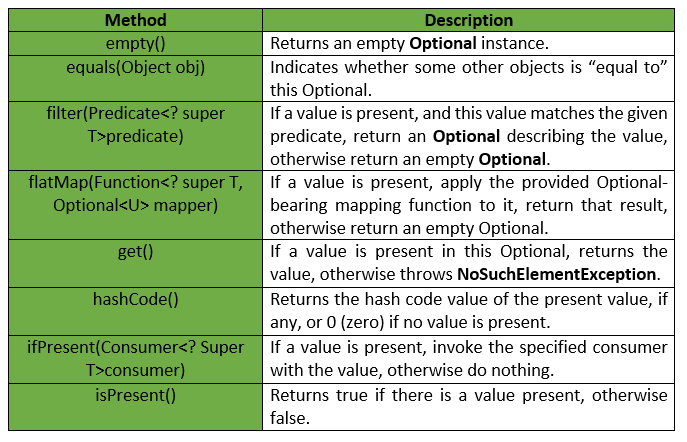 Method Description
empty() Returns an empty Optional instance.
equals(Object obj) Indicates whether some other objects is “equal to”
this Optional.
filter(Predicate<? super If a value is present, and this value matches the given
T>predicate) predicate, return an Optional describing the value,
otherwise return an empty Optional.
flatMap(Function<? super T, If a value is present, apply the provided Optional-
Optional<U> mapper) bearing mapping function to it, return that result,
otherwise return an empty Optional.
get() If a value is present in this Optional, returns the
value, otherwise throws NoSuchElementException.
hashCode() Returns the hash code value of the present value, if
any, or 0 (zero) if no value is present.
ifPresent(Consumer<? Super If a value is present, invoke the specified consumer
T>consumer) with the value, otherwise do nothing.
isPresent() Returns true if there is a value present, otherwise
false.